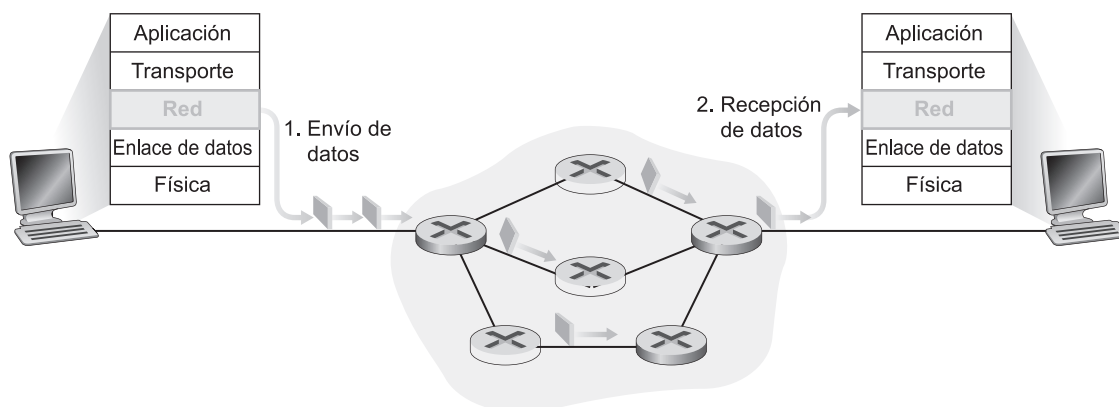 Aplicación
Transporte
Red
Enlace de datos
Física
1. Envío de
datos
2. Recepción
de datos
Aplicación
Transporte
Red
Enlace de datos
Física